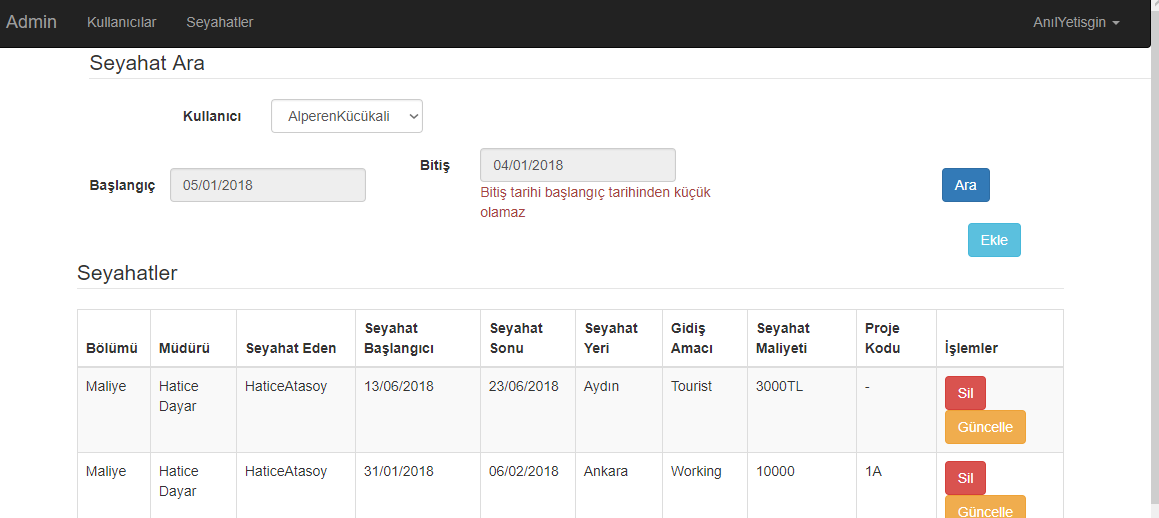 Admin Kullanıcılar Seyahatler AnılYetisgin
Seyahat Ara
Kullanıcı AlperenKücükali
Başlangıç 05/01/2018
Bitiş 04/01/2018
Bitiş tarihi başlangıç tarihinden küçük
olamaz
Ara
Ekle
Seyahatler
Bölümü Müdürü Seyahat Eden Seyahat Başlangıcı Seyahat Sonu Seyahat Yeri Gidiş Amacı Seyahat Maliyeti Proje Kodu İşlemler
Maliye Hatice Dayar HaticeAtasoy 13/06/2018 23/06/2018 Aydın Tourist 3000TL - Sil
Güncelle
Maliye Hatice Dayar HaticeAtasoy 31/01/2018 06/02/2018 Ankara Working 10000 1A Sil
Güncelle